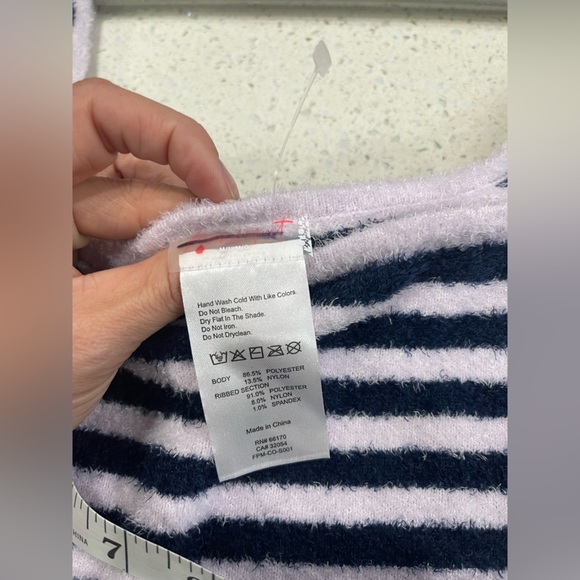 Hand Wash Cold With Like Colors.
Do Not Bleach.
Dry Flat In The Shade.
Do Not Iron.
Do Not Dryclean.
BODY 86.5% POLYESTER
13.5% NYLON
RIBBED SECTION
91.0% POLYESTER
8.0% NYLON
1.0% SPANDEX
Made in China
RN# 66170
CA# 32054
FPM-CO-S001
7
HINA